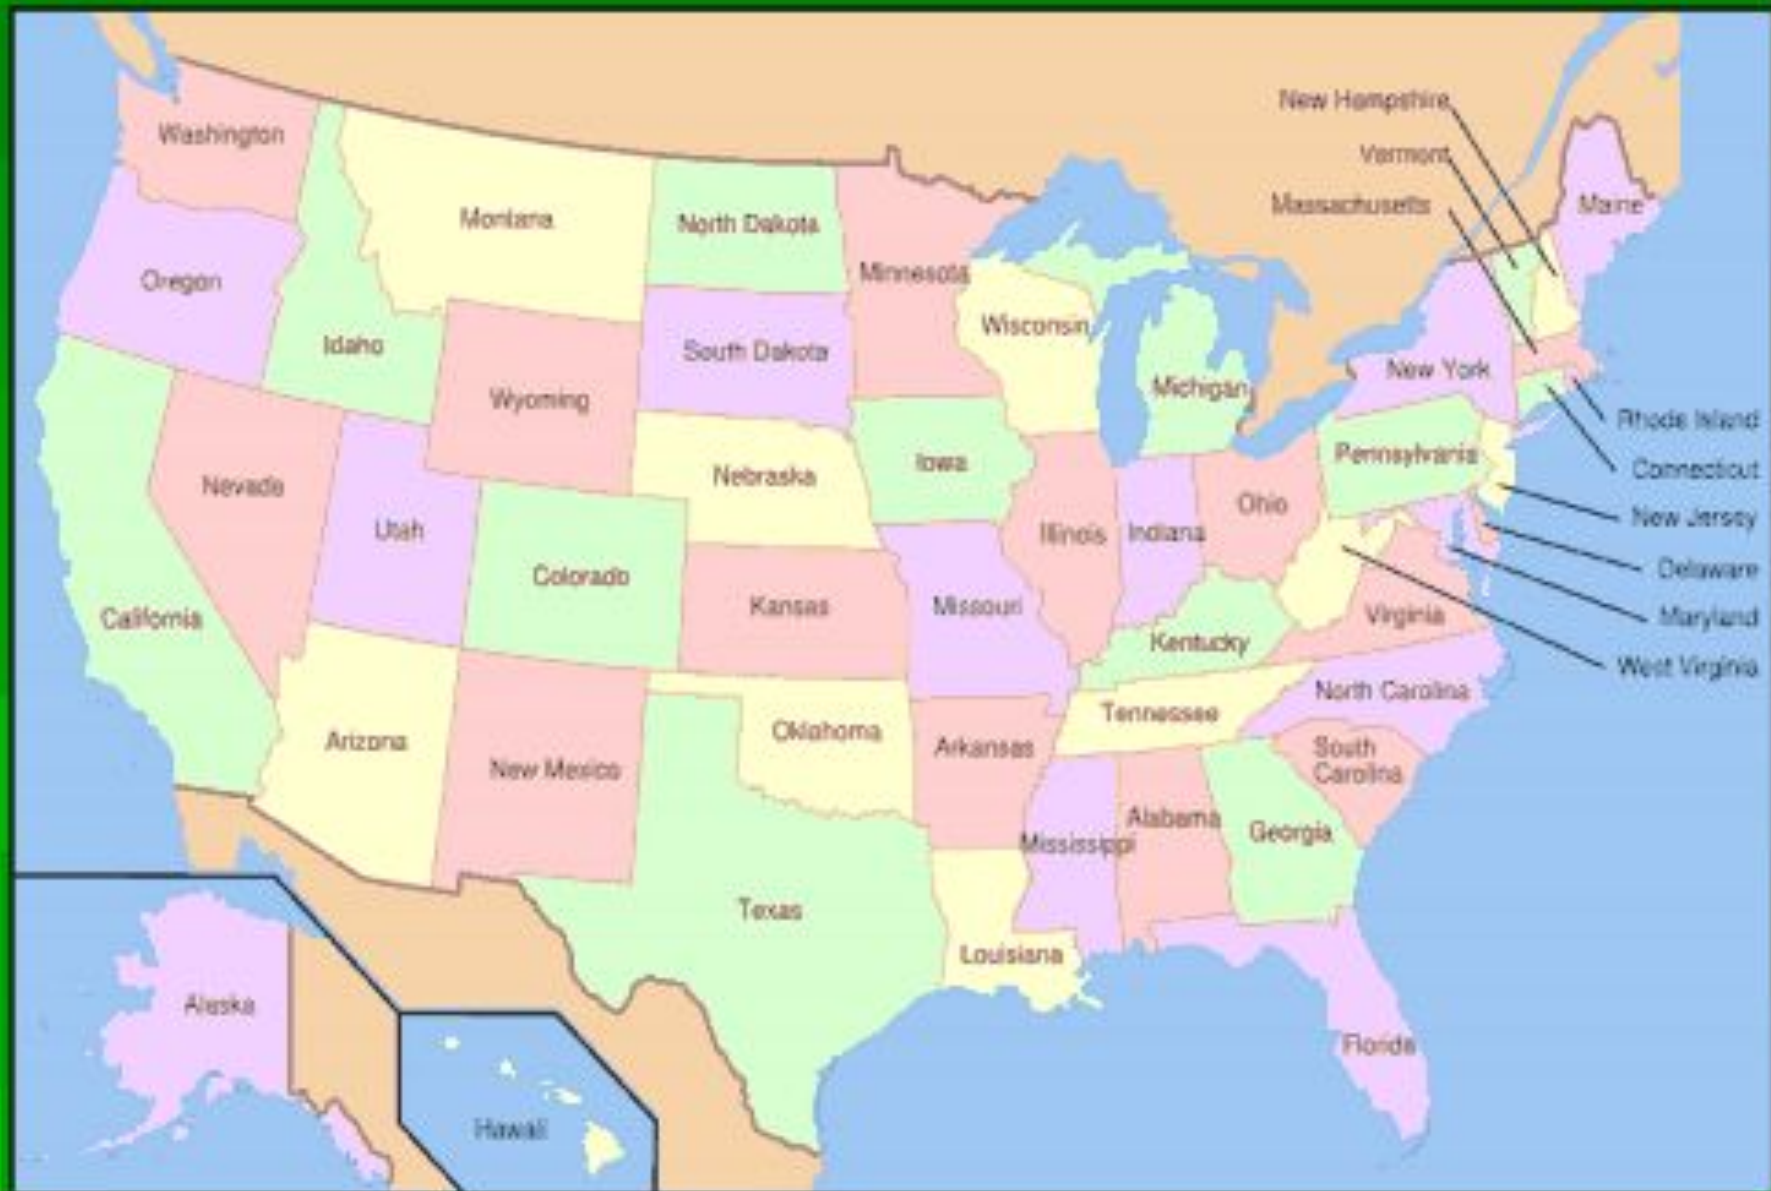 New Hampshire
Vermont
Massachusetts
Washington
Montana
North Dakota
Minnesota
Maine
Oregon
Idaho
Wisconsin
South Dakota
Michigan
New York
Wyoming
Rhode Island
Pennsylvania
Connecticut
Nevada
Nebraska
Iowa
Ohio
New Jersey
Utah
Illinois
Indiana
Colorado
Delaware
California
Kansas
Missouri
Virginia
Maryland
Kentucky
West Virginia
North Carolina
Tennessee
Arizona
Oklahoma
Arkansas
South
Carolina
New Mexico
Alabama
Georgia
Mississippi
Texas
Louisiana
Alaska
Florida
Hawaii